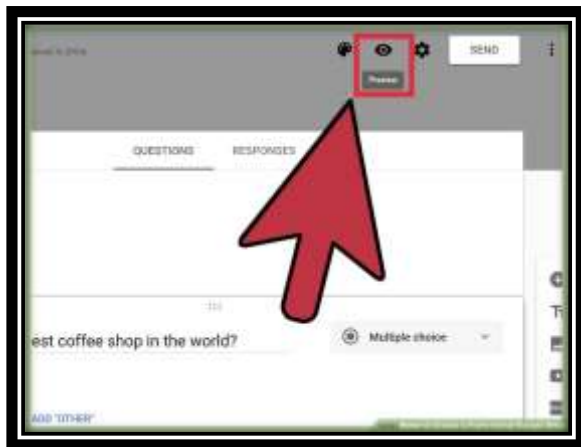 SEND
Preview
QUESTIONS RESPONSES
est coffee shop in the world?
Multiple choice
ADD "OTHER"